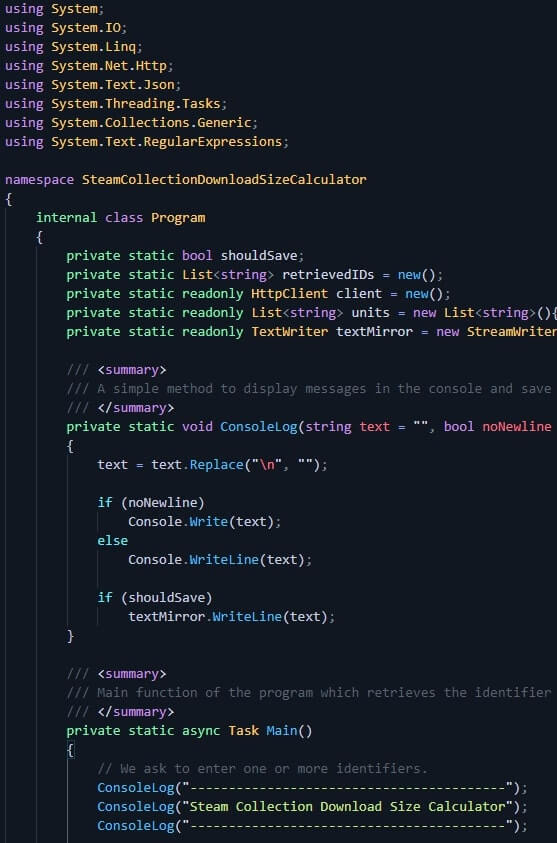 using System;
using System.IO;
using System.Linq;
using System.Net.Http;
using System.Text.Json;
using System.Threading.Tasks;
using System.Collections.Generic;
using System.Text.RegularExpressions;
namespace SteamCollectionDownloadSizeCalculator
{
internal class Program
{
private static bool shouldSave;
private static List<string> retrievedIDs = new();
private static readonly HttpClient client = new();
private static readonly List<string> units = new List<string>(){
private static readonly TextWriter textMirror = new StreamWriter
/// <summary>
/// A simple method to display messages in the console and save
/// </summary>
private static void ConsoleLog(string text = "", bool noNewline
{
text = text.Replace("\n", "");
if (noNewline)
Console.Write(text);
else
Console.WriteLine(text);
if (shouldSave)
textMirror.WriteLine(text);
}
/// <summary>
/// Main function of the program which retrieves the identifier
/// </summary>
private static async Task Main()
{
// We ask to enter one or more identifiers.
ConsoleLog("-----------------------------------------");
ConsoleLog("Steam Collection Download Size Calculator");
ConsoleLog("-----------------------------------------");